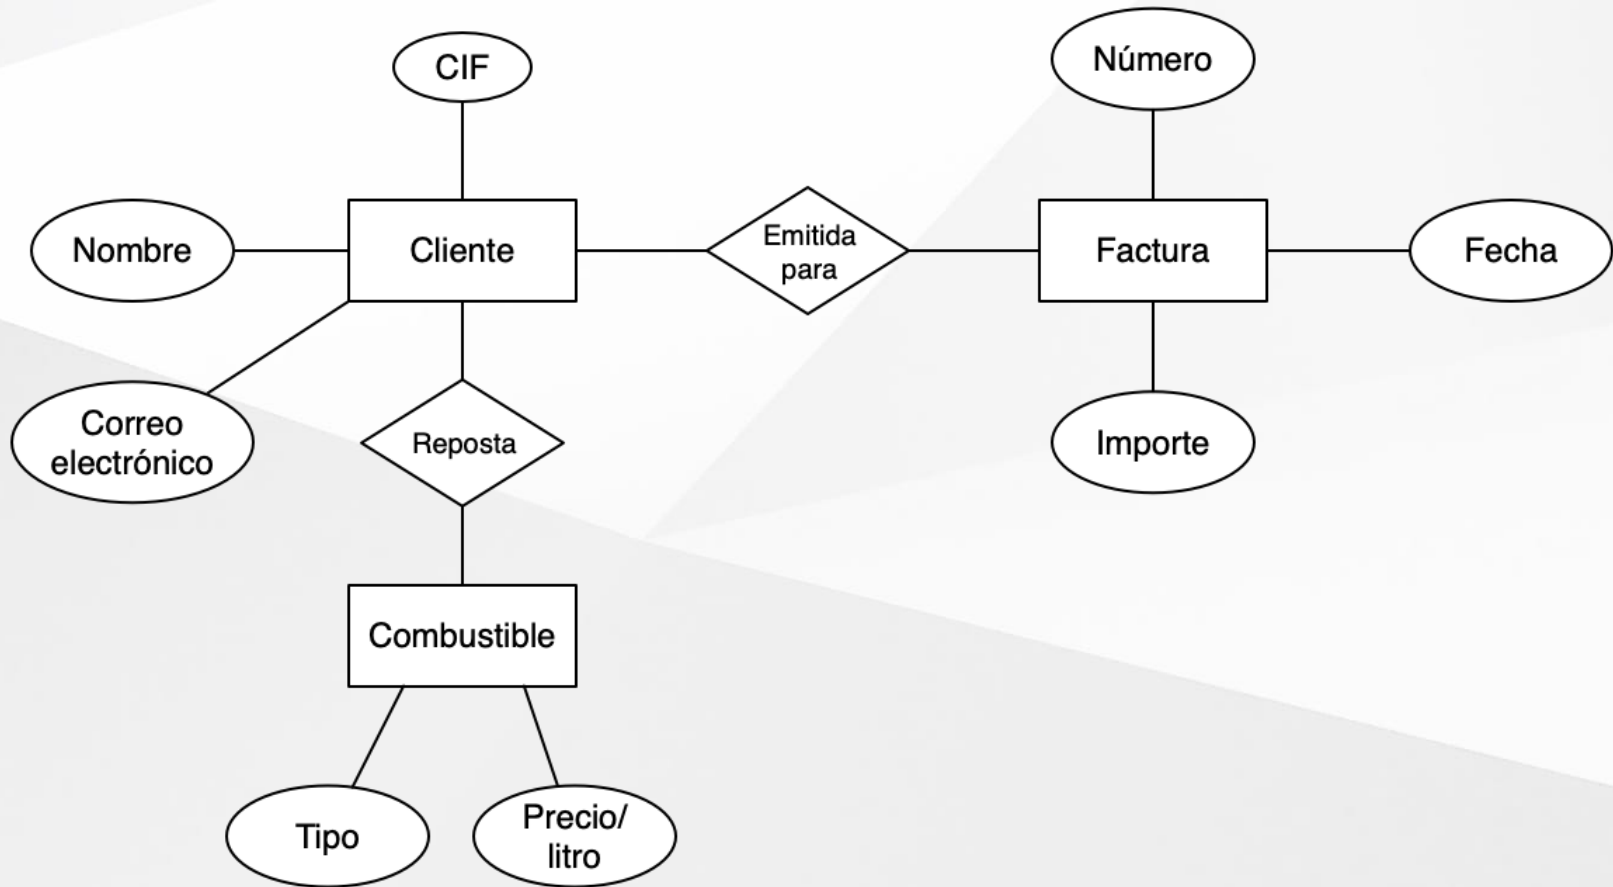 CIF
Número
Nombre
Cliente
Emitida
para
Factura
Fecha
Correo
electrónico
Reposta
Importe
Combustible
Tipo
Precio/
litro